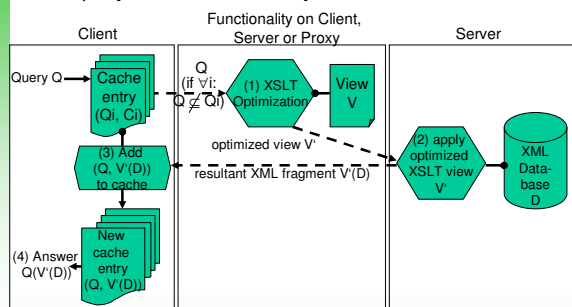 Functionality on Client,
Client
Server or Proxy
Server
Query Q
Cache
entry
(Qi, Ci)
Q
(if ∀i:
Q ⊈ Qi)
(1) XSLT
Optimization
View
V
optimized view V‘
(2) apply
optimized
XSLT view
V‘
XML
Data-
base
D
resultant XML fragment V‘(D)
(3) Add
(Q, V‘(D))
to cache
New
cache
entry
(Q, V‘(D))
(4) Answer
Q(V‘(D))